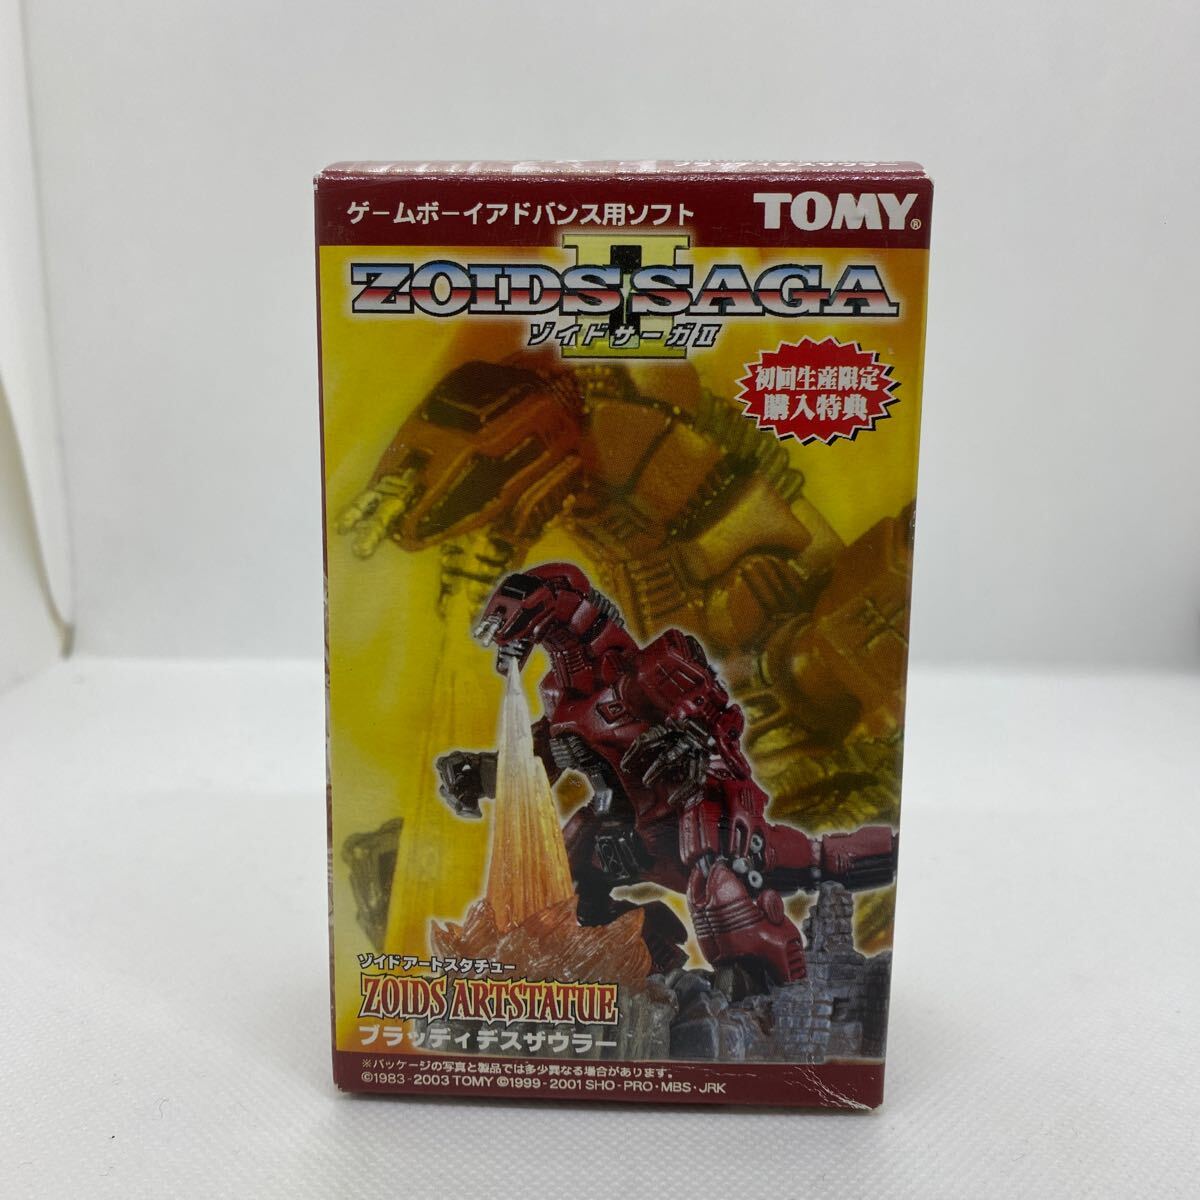 ゲームボーイアドバンス用ソフト
TOMY®
II
ZOIDS SAGA
ゾイドサーガⅡ
初回生産限定
購入特典
ゾイドアートスタチュー
ZOIDS ARTSTATUE
ブラッディデスザウラー
※パッケージの写真と製品では多少異なる場合があります。
©1983-2003 TOMY ©1999-2001 SHO-PRO・MBS・JRK